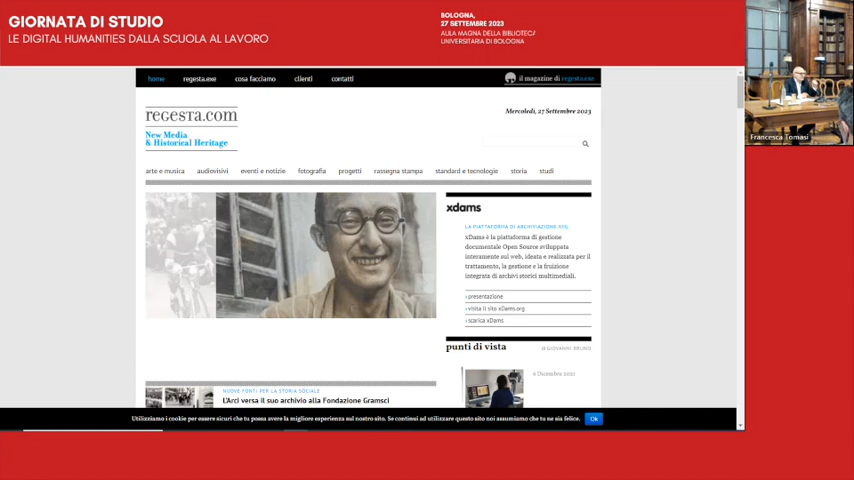 GIORNATA DI STUDIO
LE DIGITAL HUMANITIES DALLA SCUOLA AL LAVORO
BOLOGNA,
27 SETTEMBRE 2023
AULA MAGNA DELLA BIBLIOTECA
UNIVERSITARIA DI BOLOGNA
Francesca Tomasi
home regesta.exe cosa facciamo clienti contatti
il magazine di regesta.exe
regesta.com
New Media
& Historical Heritage
Mercoledì, 27 Settembre 2023
arte e musica audiovisivi eventi e notizie fotografia progetti rassegna stampa standard e tecnologie storia studi
xdams
LA PIATTAFORMA DI ARCHIVIAZIONE XML
xDams è la piattaforma di gestione
documentale Open Source sviluppata
interamente sul web, ideata e realizzata per il
trattamento, la gestione e la fruizione
integrata di archivi storici multimediali.
› presentazione
› visita il sito xDams.org
› scarica xDams
punti di vista
di GIOVANNI BRUNO
6 Dicembre 2021
NUOVE FONTI PER LA STORIA SOCIALE
L'Arci versa il suo archivio alla Fondazione Gramsci
Utilizziamo i cookie per essere sicuri che tu possa avere la migliore esperienza sul nostro sito. Se continui ad utilizzare questo sito noi assumiamo che tu ne sia felice. Ok